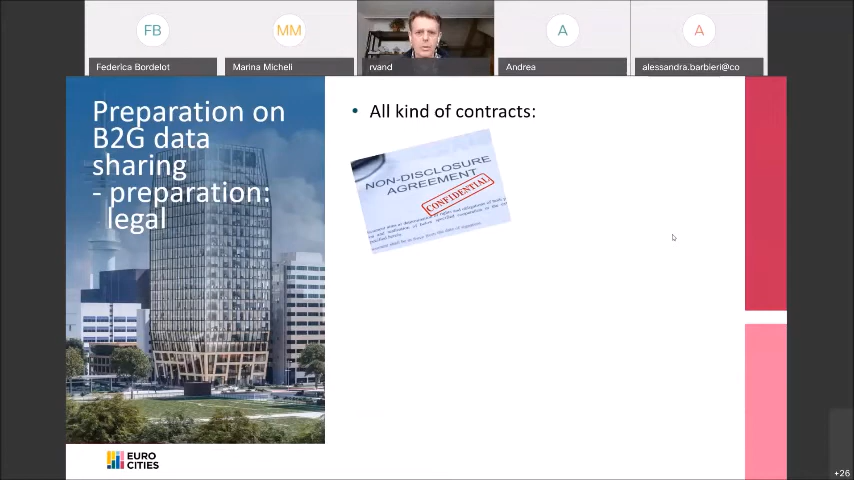 FB
MM
A
A
Federica Bordelot
Marina Micheli
rvand
Andrea
alessandra.barbieri@co
Preparation on
B2G data
sharing
- preparation:
legal
• All kind of contracts:
NON-DISCLOSURE
AGREEMENT
CONFIDENTIAL
EURO
CITIES
+26